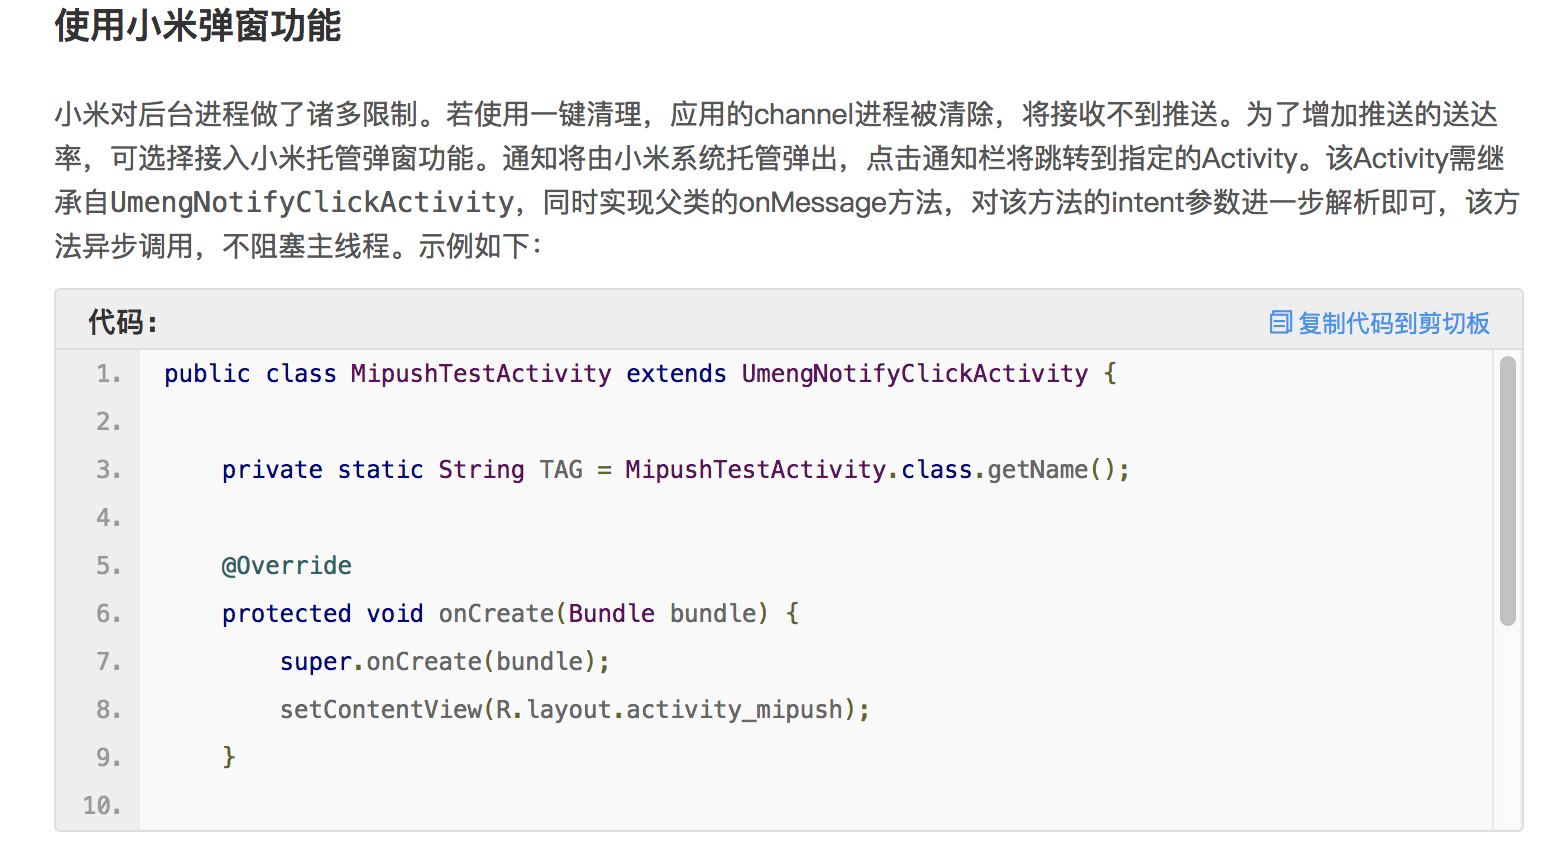 使用小米弹窗功能
小米对后台进程做了诸多限制。若使用一键清理，应用的channel进程被清除，将接收不到推送。为了增加推送的送达
率，可选择接入小米托管弹窗功能。通知将由小米系统托管弹出，点击通知栏将跳转到指定的Activity。该Activity需继
承自UmengNotifyClickActivity，同时实现父类的onMessage方法，对该方法的intent参数进一步解析即可，该方
法异步调用，不阻塞主线程。示例如下：
代码： 复制代码到剪切板
1. public class MipushTestActivity extends UmengNotifyClickActivity {
2.
3.     private static String TAG = MipushTestActivity.class.getName();
4.
5.     @Override
6.     protected void onCreate(Bundle bundle) {
7.         super.onCreate(bundle);
8.         setContentView(R.layout.activity_mipush);
9.     }
10.